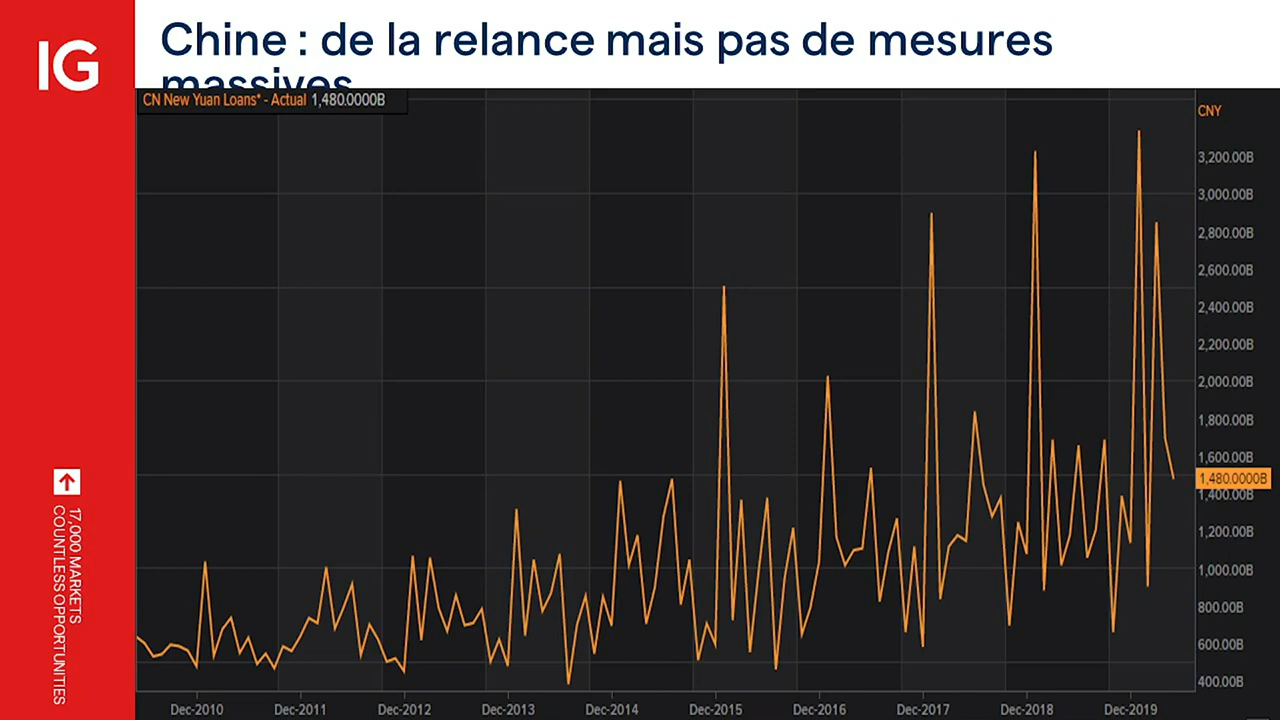 IG
Chine : de la relance mais pas de mesures
massives
CN New Yuan Loans* - Actual 1,480.0000B
CNY
3,200.00B
3,000.00B
2,800.00B
2,600.00B
2,400.00B
2,200.00B
2,000.00B
1,800.00B
1,600.00B
1,480.0000B
1,400.00B
1,200.00B
1,000.00B
800.00B
600.00B
400.00B
Dec-2010 Dec-2011 Dec-2012 Dec-2013 Dec-2014 Dec-2015 Dec-2016 Dec-2017 Dec-2018 Dec-2019
17,000 MARKETS
COUNTLESS OPPORTUNITIES